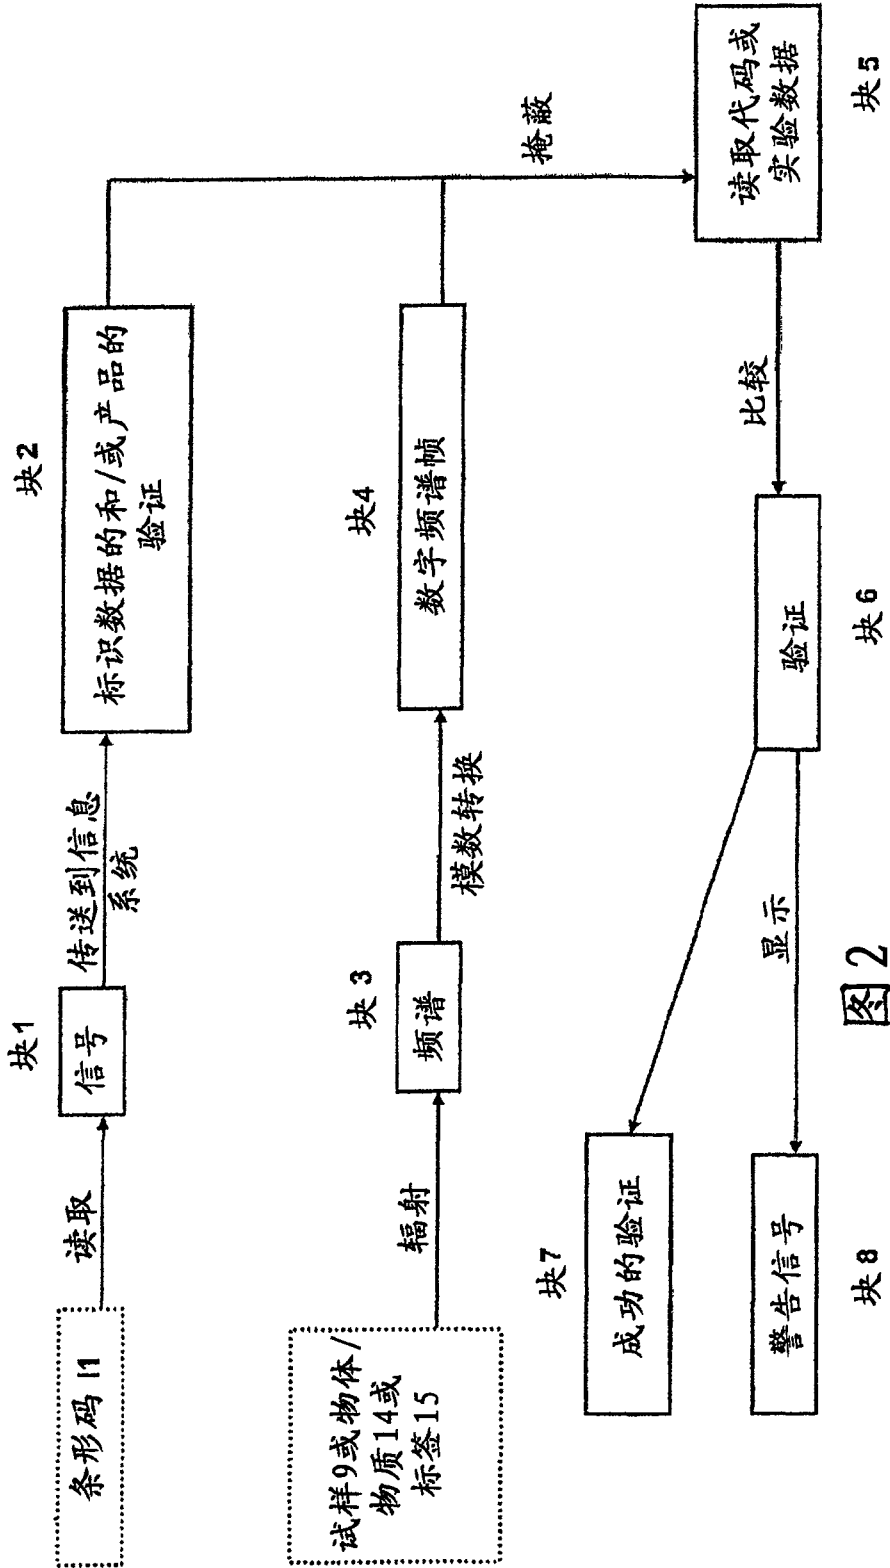 块2
块1
传送到信息
系统
标识数据的和/或产品的
验证
条形码 11
读取
信号
块4
块3
试样9或物体/
物质14或
标签15
辐射
频谱
模数转换
数字频谱帧
掩蔽
块7
成功的验证
显示
比较
读取代码或
实验数据
警告信号
验证
块8
块6
块5
图2